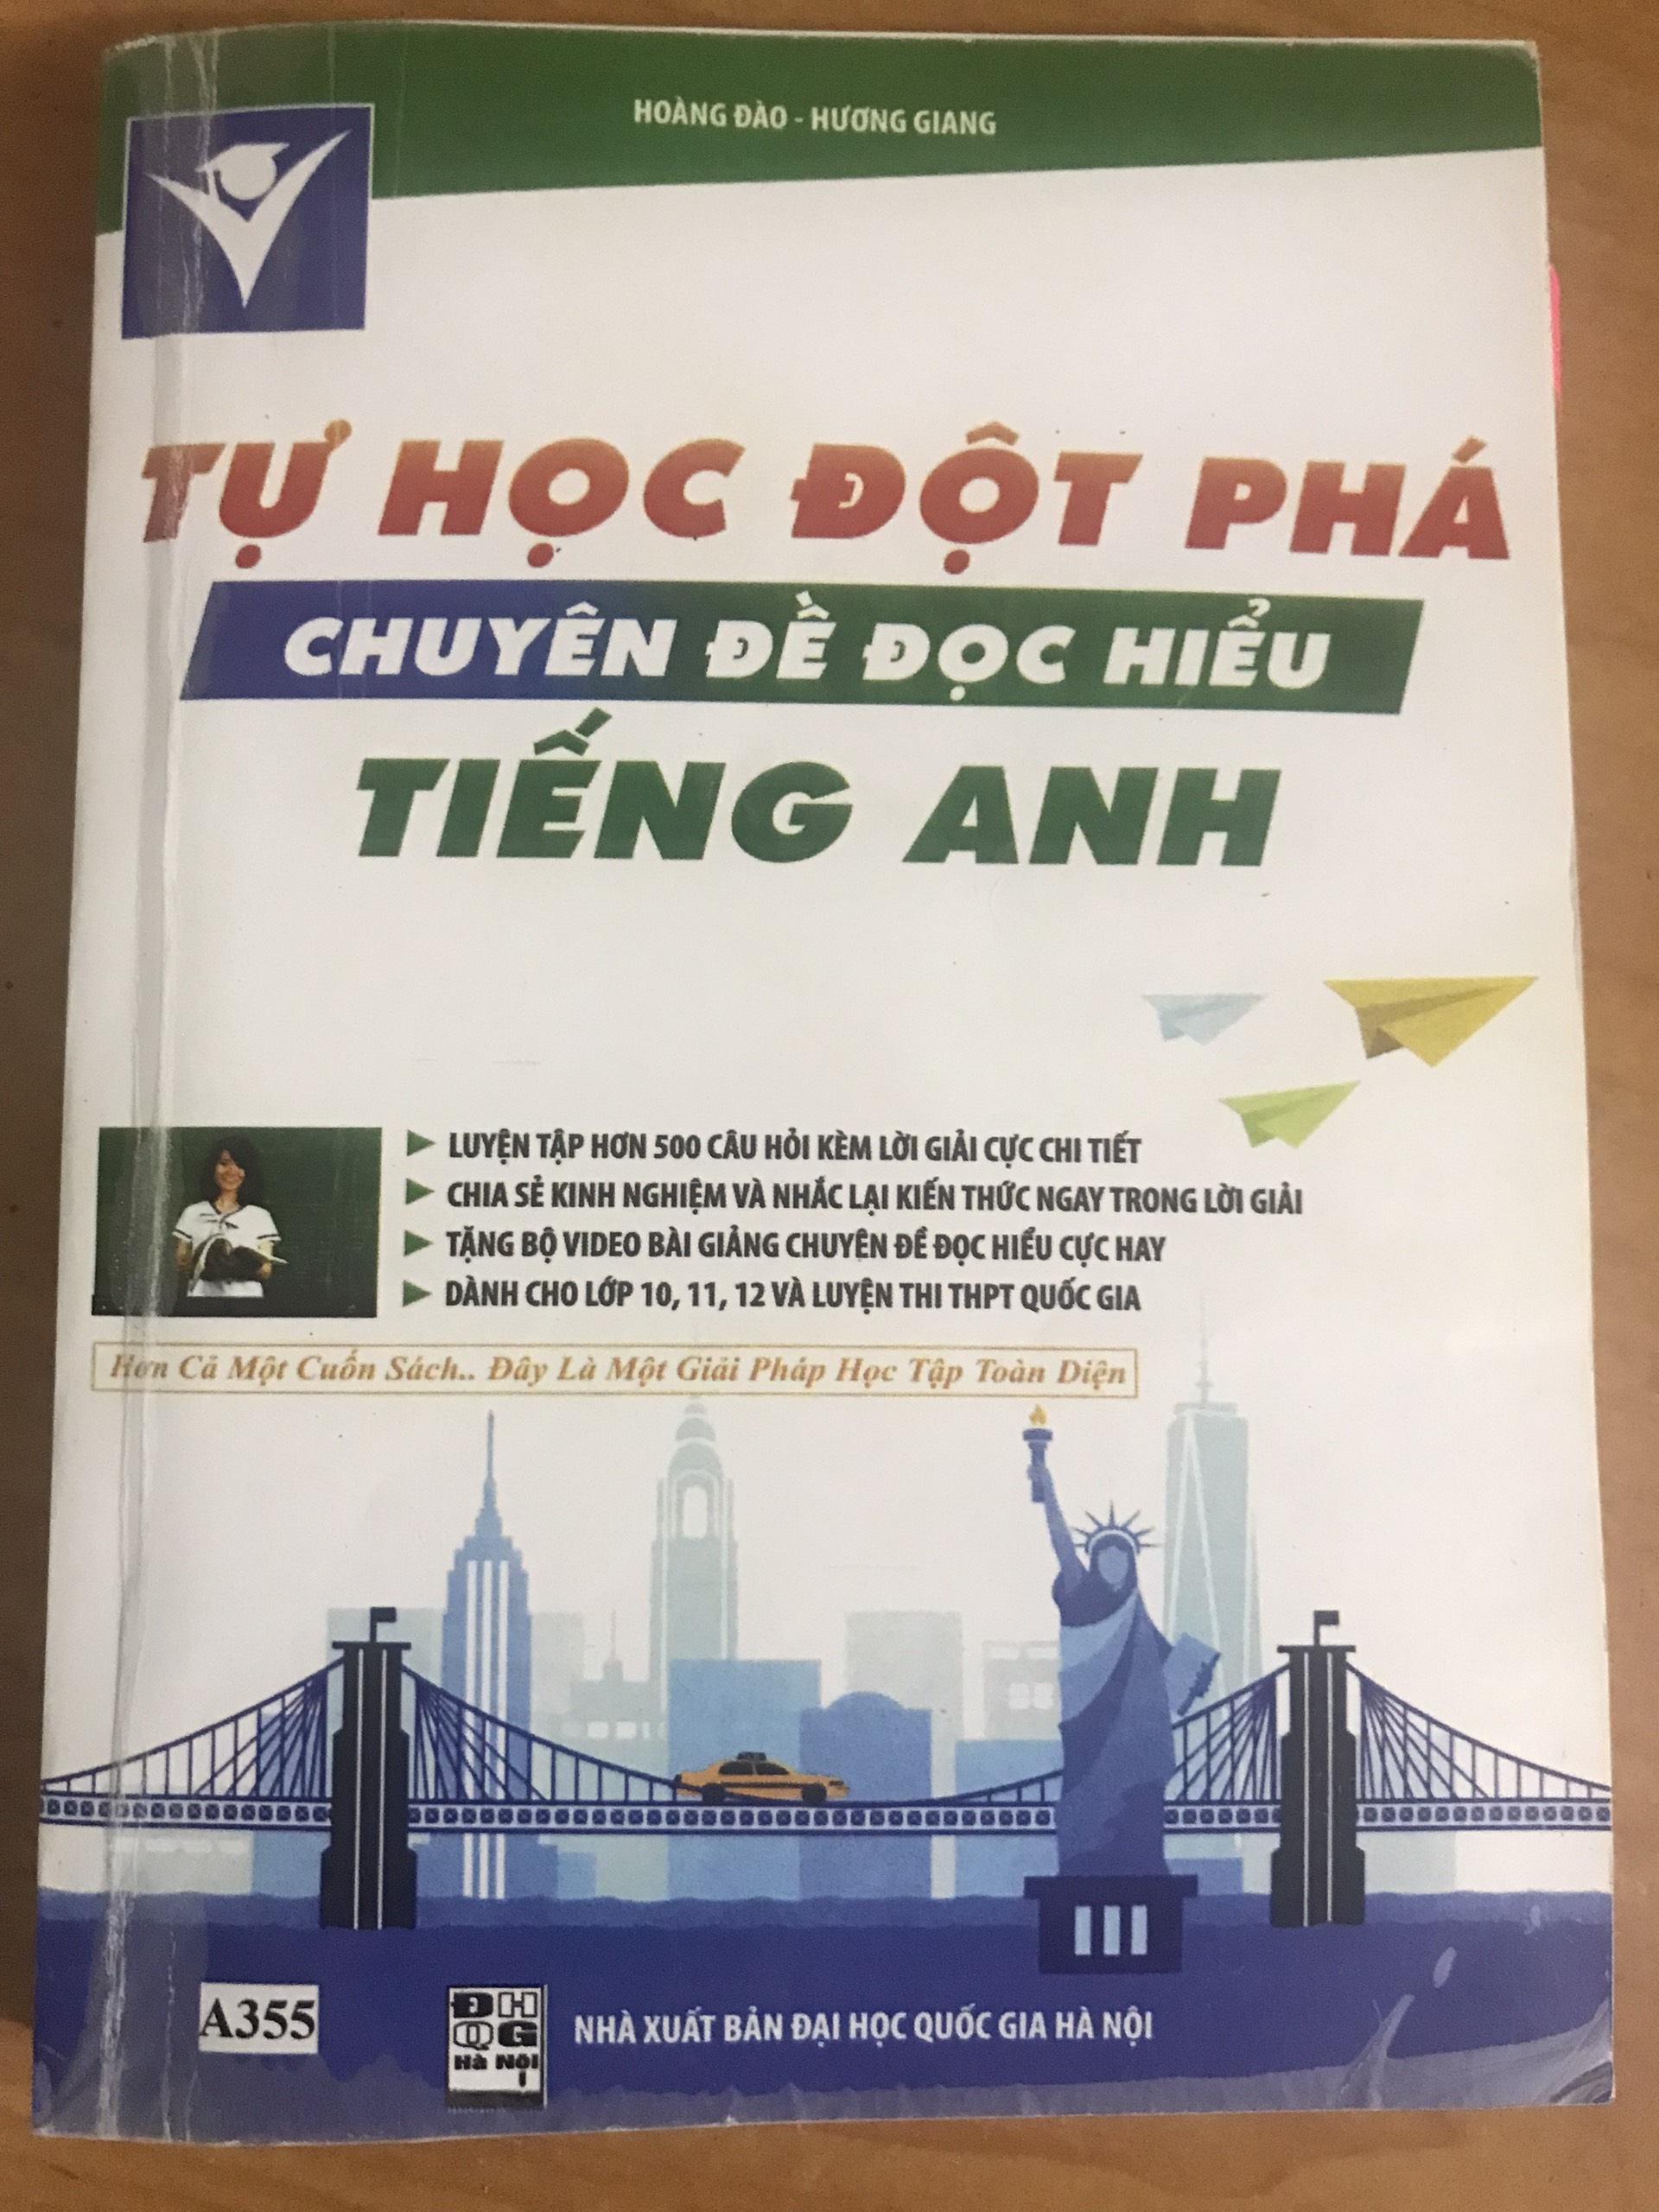 HOÀNG ĐÀO - HƯƠNG GIANG
TỰ HỌC ĐỘT PHÁ
CHUYÊN ĐỀ ĐỌC HIỂU
TIẾNG ANH
LUYỆN TẬP HƠN 500 CÂU HỎI KÈM LỜI GIẢI CỰC CHI TIẾT
CHIA SẺ KINH NGHIỆM VÀ NHẮC LẠI KIẾN THỨC NGAY TRONG LỜI GIẢI
TẶNG BỘ VIDEO BÀI GIẢNG CHUYÊN ĐỀ ĐỌC HIỂU CỰC HAY
DÀNH CHO LỚP 10, 11, 12 VÀ LUYỆN THI THPT QUỐC GIA
Hơn Cả Một Cuốn Sách.. Đây Là Một Giải Pháp Học Tập Toàn Diện
A355
ĐH
QG
Hà Nội
NHÀ XUẤT BẢN ĐẠI HỌC QUỐC GIA HÀ NỘI